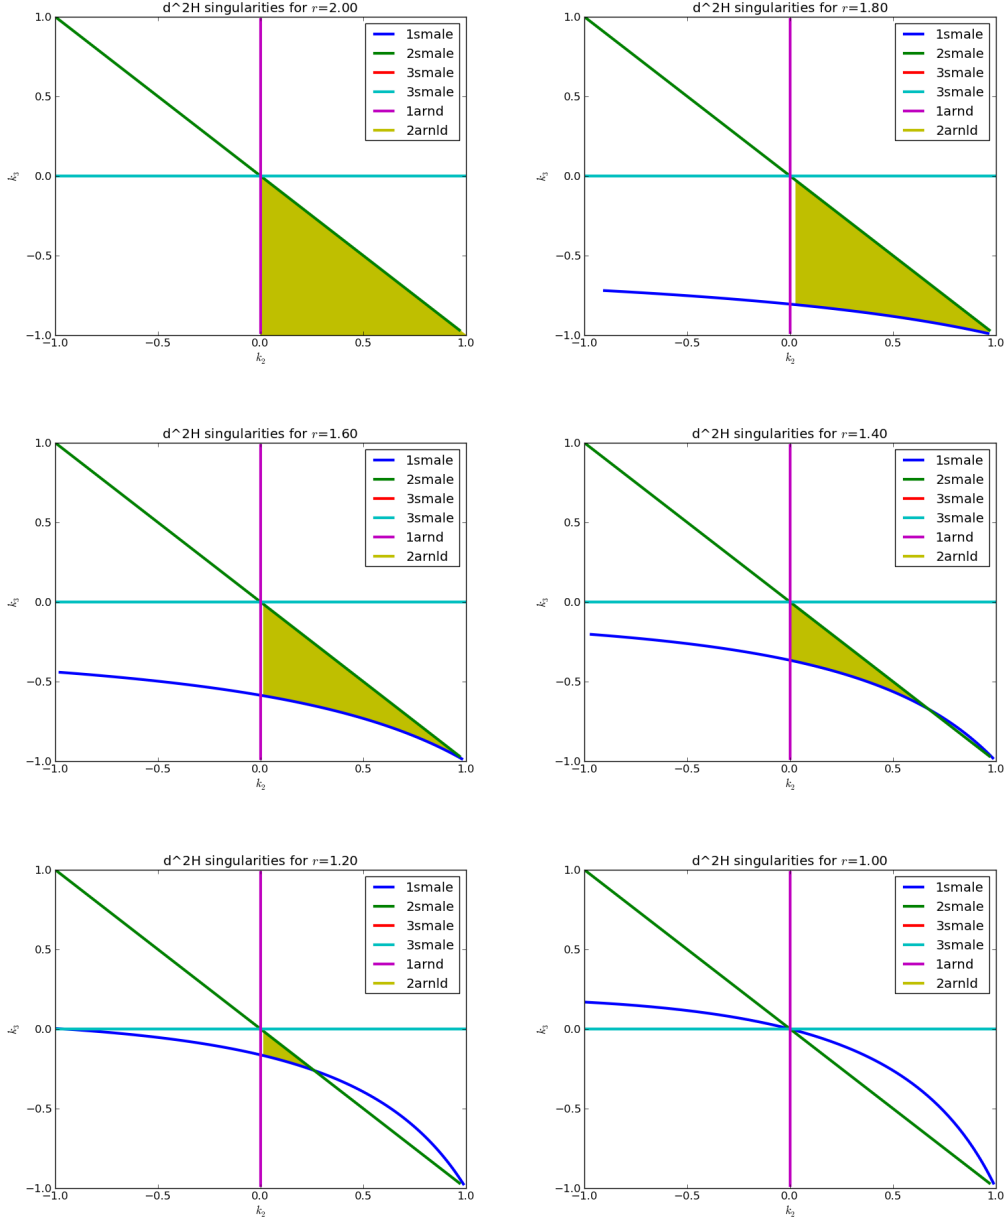 d^2H singularities for r=2.00
1.0
0.5
0.0
−0.5
−1.0
k3
−1.0 −0.5 0.0 0.5 1.0
k2
1smale
2smale
3smale
3smale
1arnd
2arnld
d^2H singularities for r=1.80
1.0
0.5
0.0
−0.5
−1.0
k3
−1.0 −0.5 0.0 0.5 1.0
k2
1smale
2smale
3smale
3smale
1arnd
2arnld
d^2H singularities for r=1.60
1.0
0.5
0.0
−0.5
−1.0
k3
−1.0 −0.5 0.0 0.5 1.0
k2
1smale
2smale
3smale
3smale
1arnd
2arnld
d^2H singularities for r=1.40
1.0
0.5
0.0
−0.5
−1.0
k3
−1.0 −0.5 0.0 0.5 1.0
k2
1smale
2smale
3smale
3smale
1arnd
2arnld
d^2H singularities for r=1.20
1.0
0.5
0.0
−0.5
−1.0
k3
−1.0 −0.5 0.0 0.5 1.0
k2
1smale
2smale
3smale
3smale
1arnd
2arnld
d^2H singularities for r=1.00
1.0
0.5
0.0
−0.5
−1.0
k3
−1.0 −0.5 0.0 0.5 1.0
k2
1smale
2smale
3smale
3smale
1arnd
2arnld